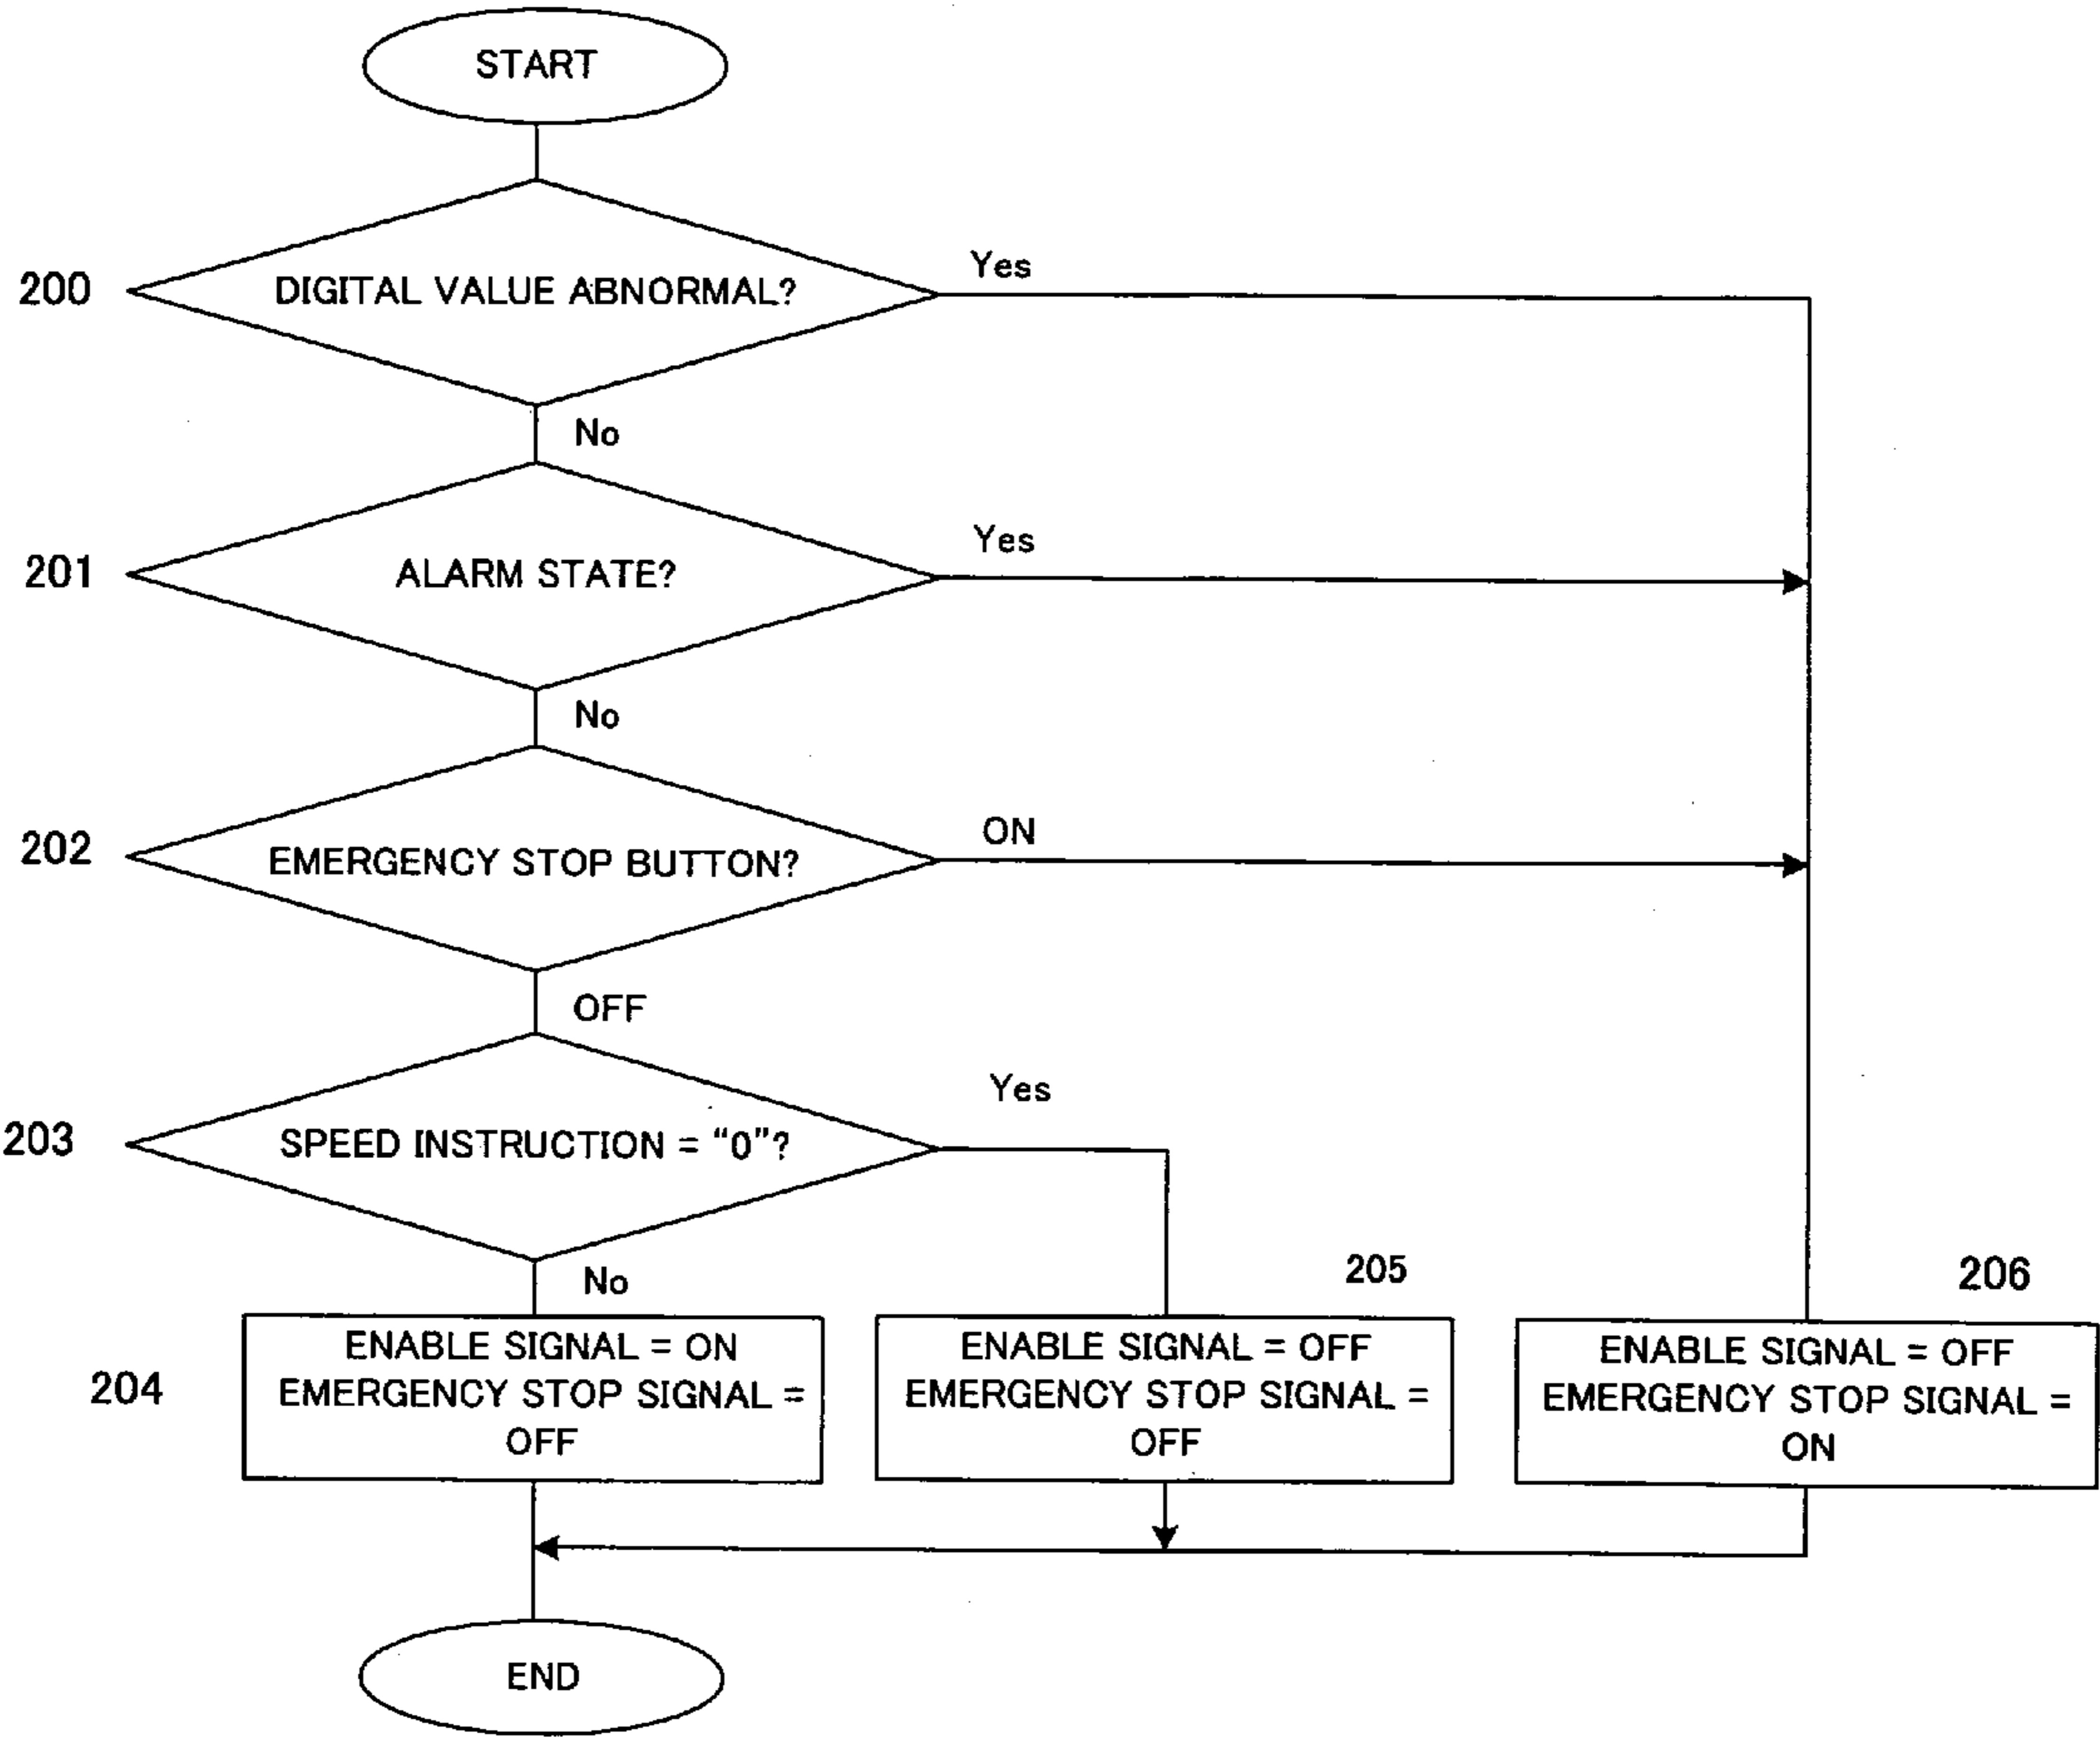 START
200
DIGITAL VALUE ABNORMAL?
Yes
No
201
ALARM STATE?
Yes
No
202
EMERGENCY STOP BUTTON?
ON
OFF
203
SPEED INSTRUCTION = “0”?
Yes
No
204
ENABLE SIGNAL = ON
EMERGENCY STOP SIGNAL =
OFF
205
ENABLE SIGNAL = OFF
EMERGENCY STOP SIGNAL =
OFF
206
ENABLE SIGNAL = OFF
EMERGENCY STOP SIGNAL =
ON
END